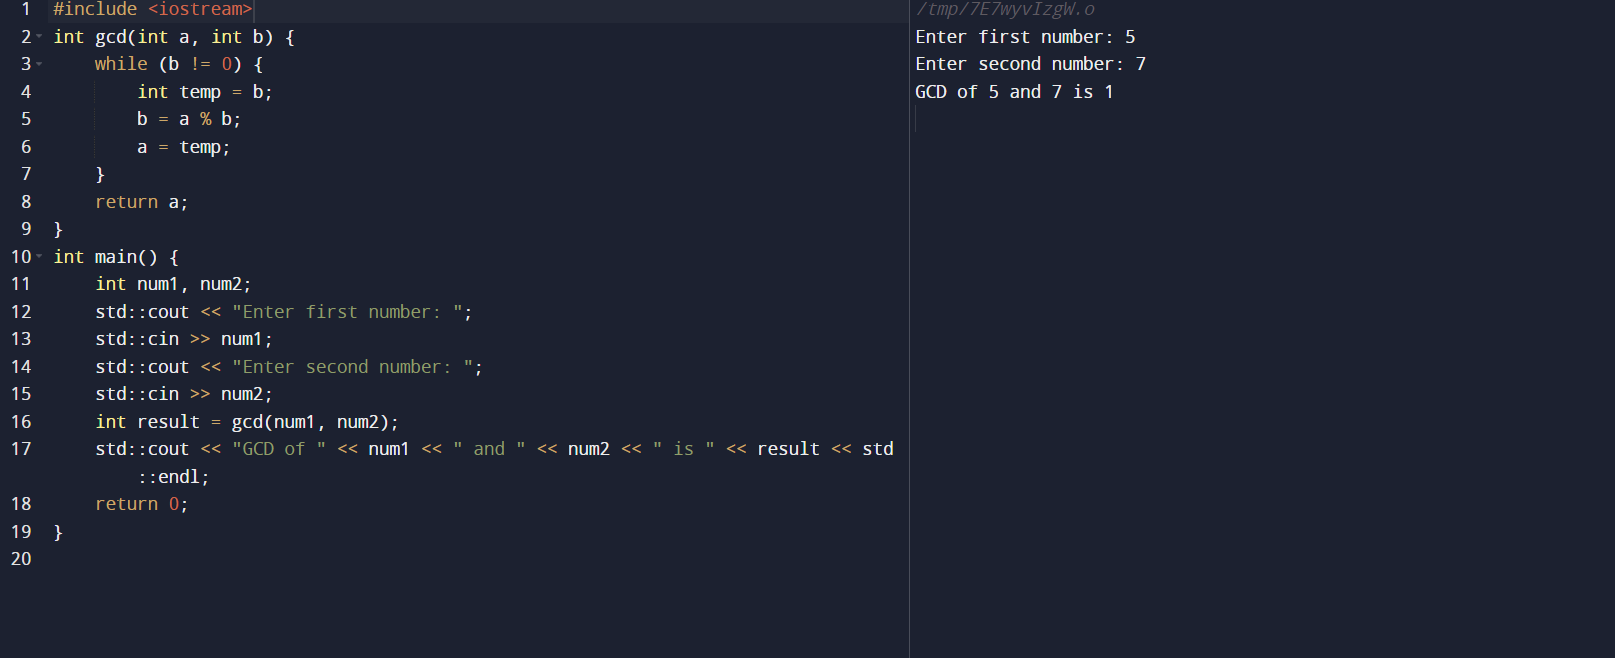 1 #include <iostream>
2 int gcd(int a, int b) {
3     while (b != 0) {
4         int temp = b;
5         b = a % b;
6         a = temp;
7     }
8     return a;
9 }
10 int main() {
11     int num1, num2;
12     std::cout << "Enter first number: ";
13     std::cin >> num1;
14     std::cout << "Enter second number: ";
15     std::cin >> num2;
16     int result = gcd(num1, num2);
17     std::cout << "GCD of " << num1 << " and " << num2 << " is " << result << std
        ::endl;
18     return 0;
19 }
20
/tmp/7E7wyvIzgW.o
Enter first number: 5
Enter second number: 7
GCD of 5 and 7 is 1